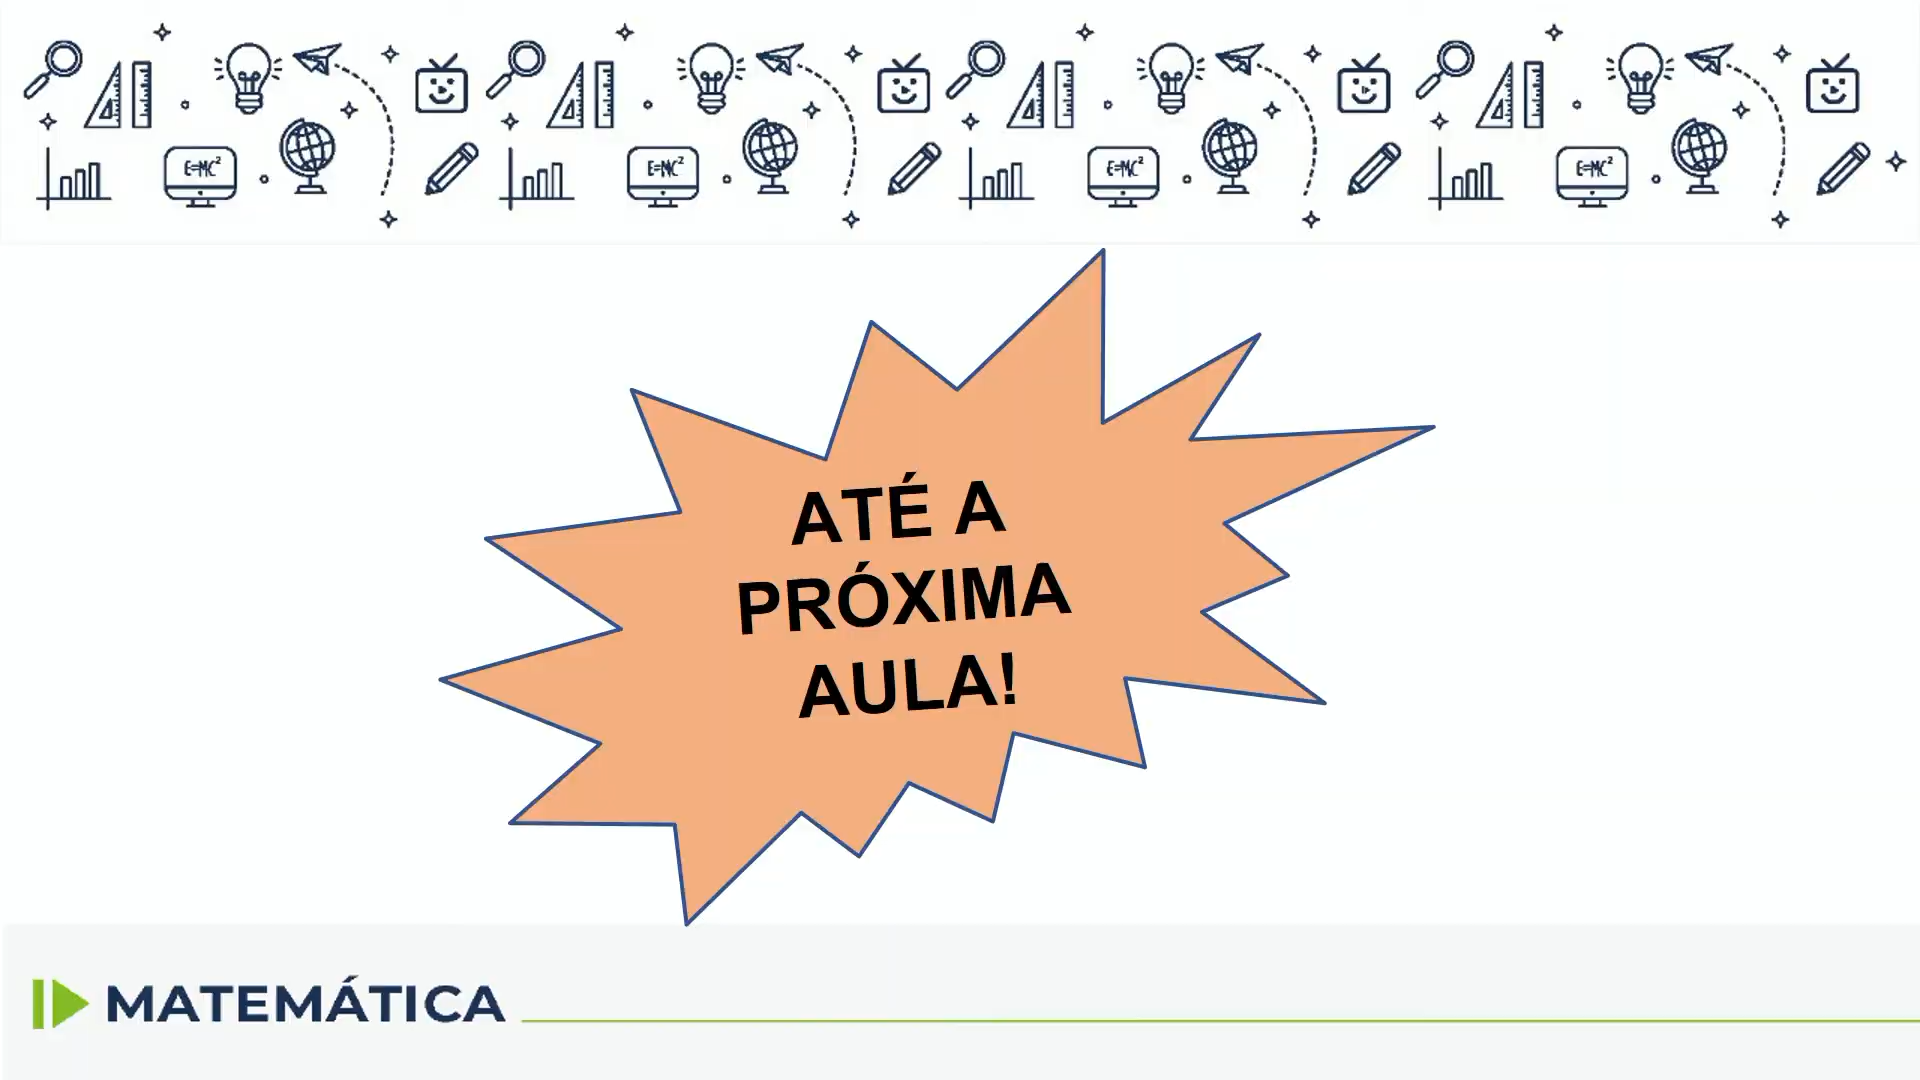 E=MC²
E=MC²
E=MC²
E=MC²
ATÉ A
PRÓXIMA
AULA!
MATEMÁTICA